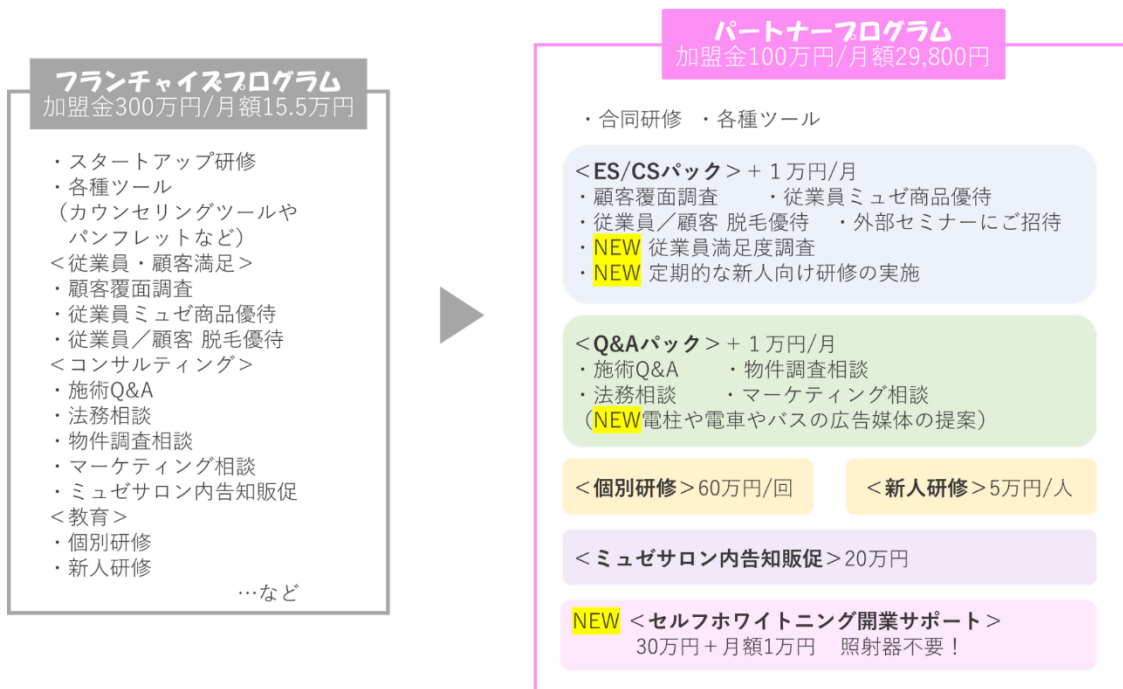 フランチャイズプログラム
加盟金300万円/月額15.5万円
・スタートアップ研修
・各種ツール
（カウンセリングツールや
パンフレットなど）
＜従業員・顧客満足＞
・顧客覆面調査
・従業員ミュゼ商品優待
・従業員／顧客 脱毛優待
＜コンサルティング＞
・施術Q&A
・法務相談
・物件調査相談
・マーケティング相談
・ミュゼサロン内告知販促
＜教育＞
・個別研修
・新人研修
…など
パートナープログラム
加盟金100万円/月額29,800円
・合同研修 ・各種ツール
＜ES/CSパック＞+１万円/月
・顧客覆面調査 ・従業員ミュゼ商品優待
・従業員／顧客 脱毛優待 ・外部セミナーにご招待
・NEW 従業員満足度調査
・NEW 定期的な新人向け研修の実施
＜Q&Aパック＞+１万円/月
・施術Q&A ・物件調査相談
・法務相談 ・マーケティング相談
（NEW電柱や電車やバスの広告媒体の提案）
＜個別研修＞60万円/回
＜新人研修＞5万円/人
＜ミュゼサロン内告知販促＞20万円
NEW ＜セルフホワイトニング開業サポート＞
30万円＋月額1万円 照射器不要！